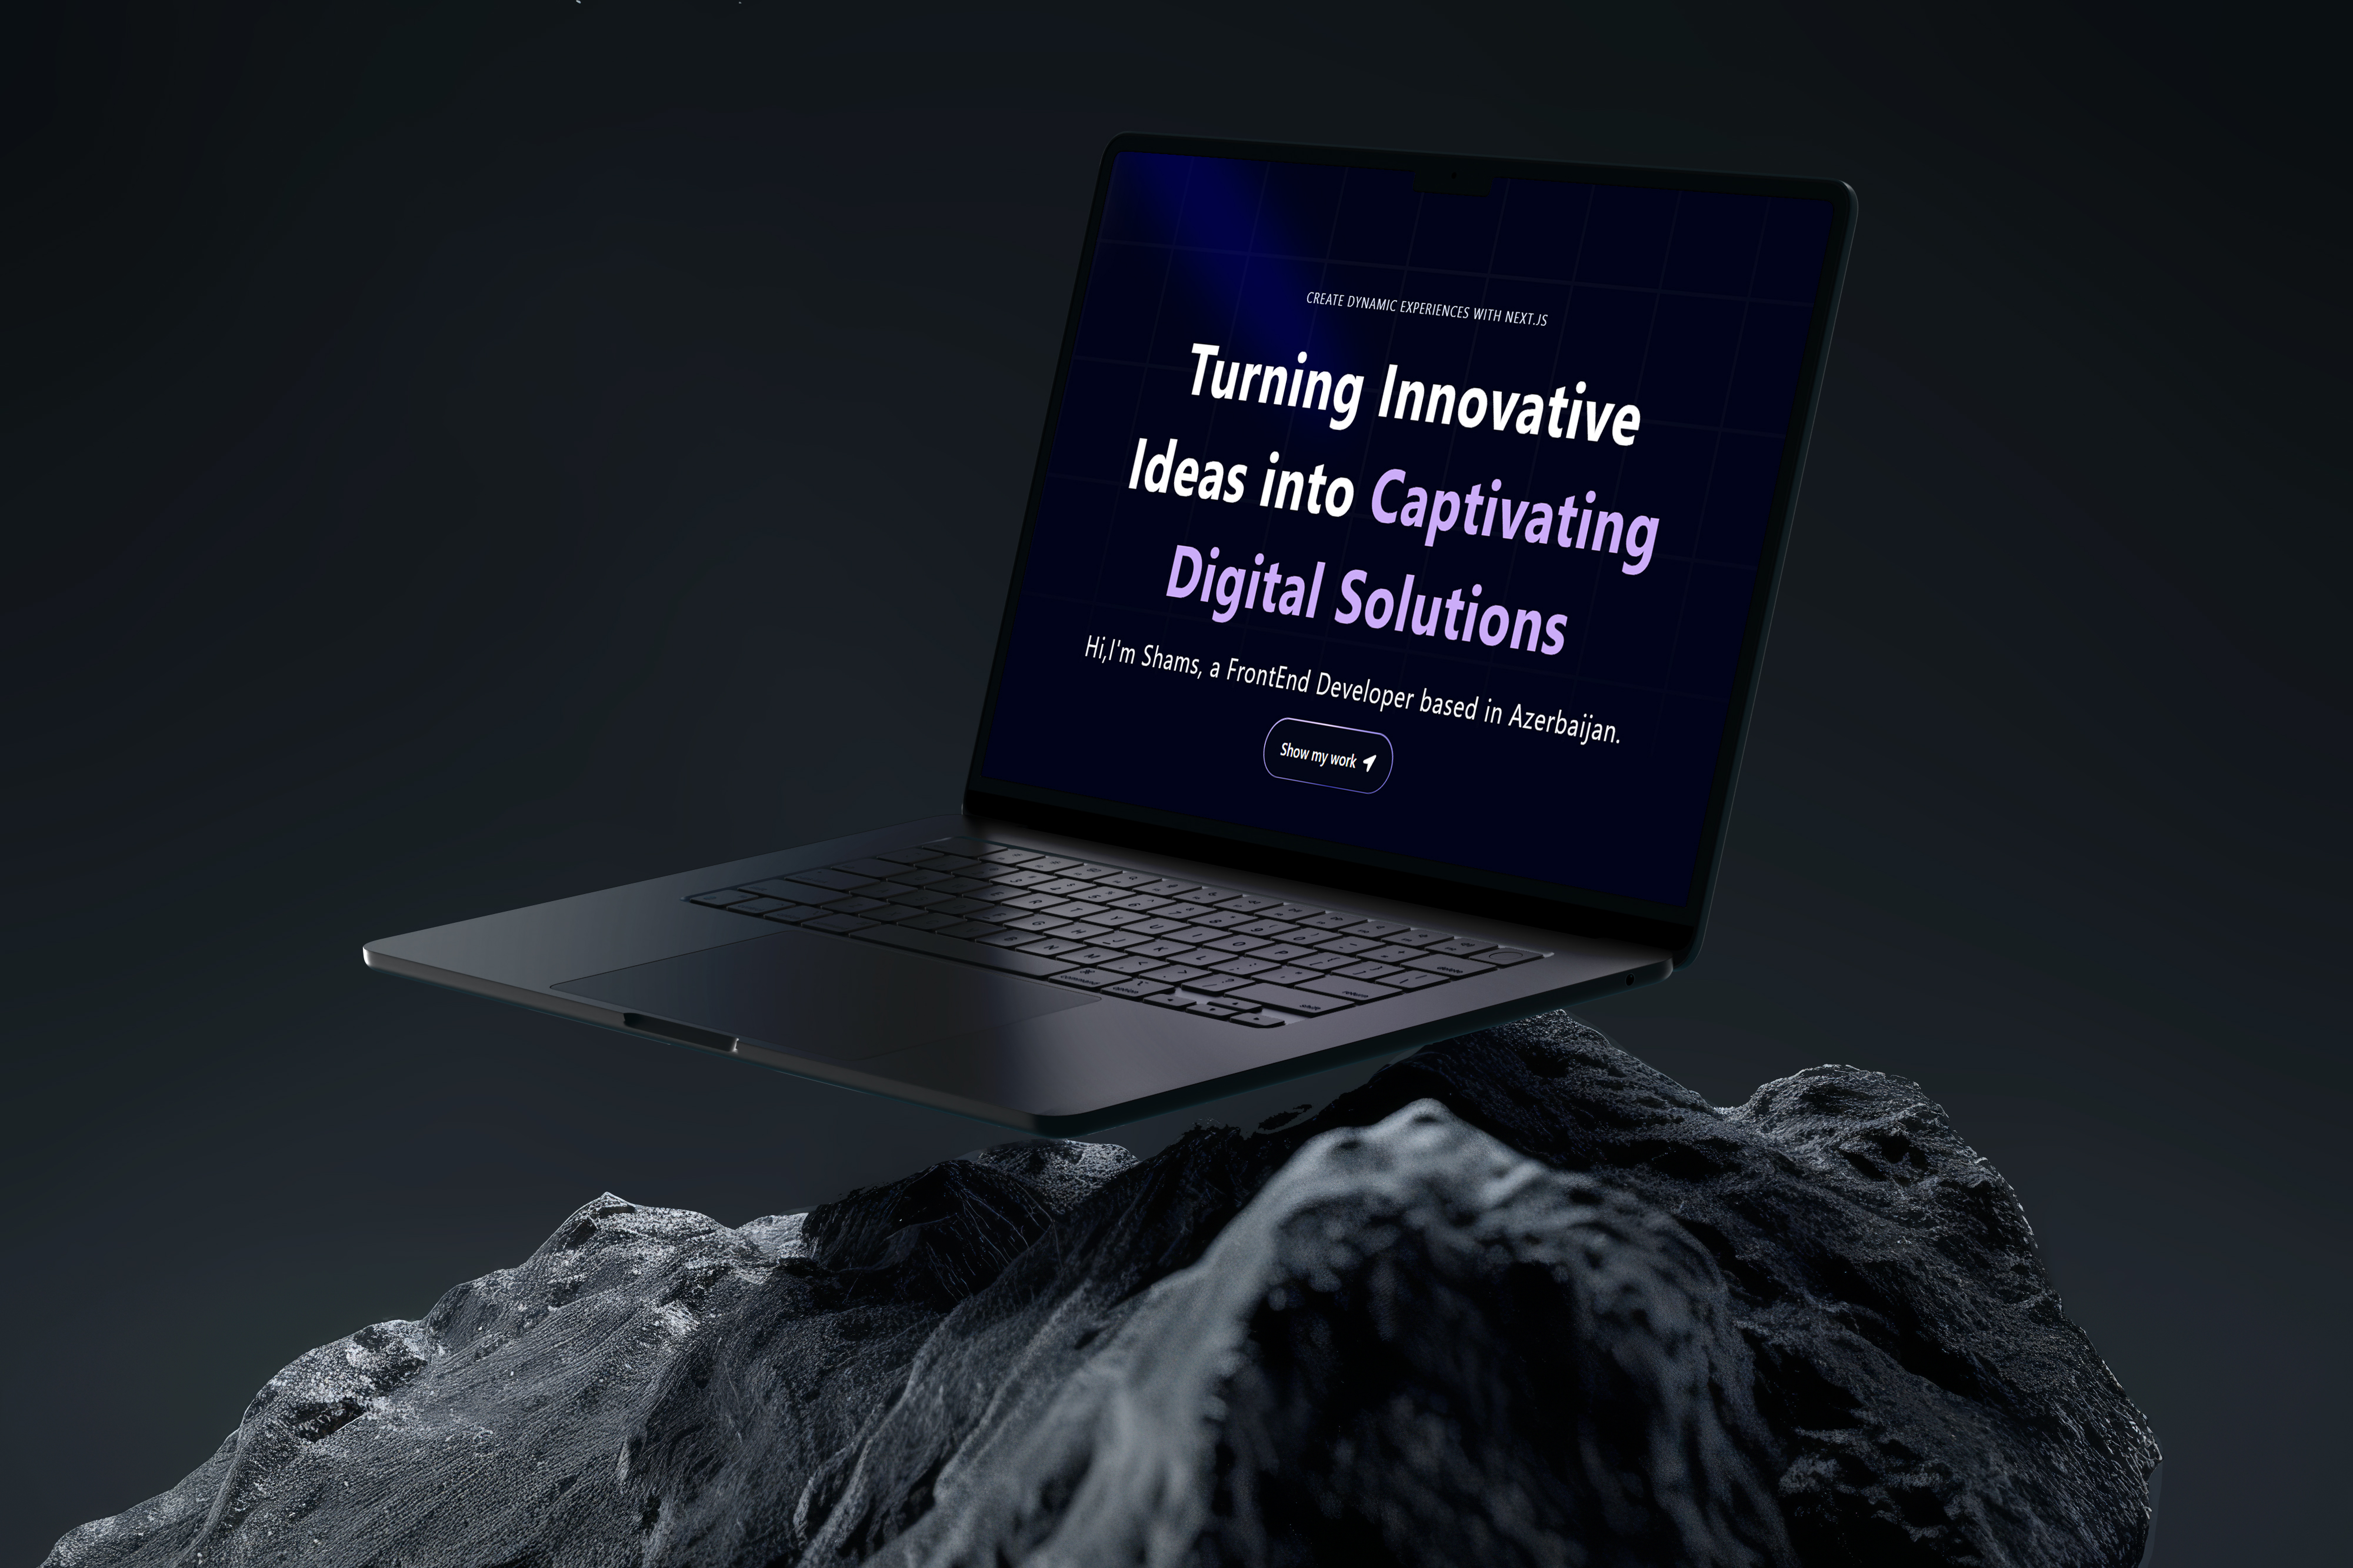 CREATE DYNAMIC EXPERIENCES WITH NEXT.JS
Turning Innovative
Ideas into Captivating
Digital Solutions
Hi,I'm Shams, a FrontEnd Developer based in Azerbaijan.
Show my work